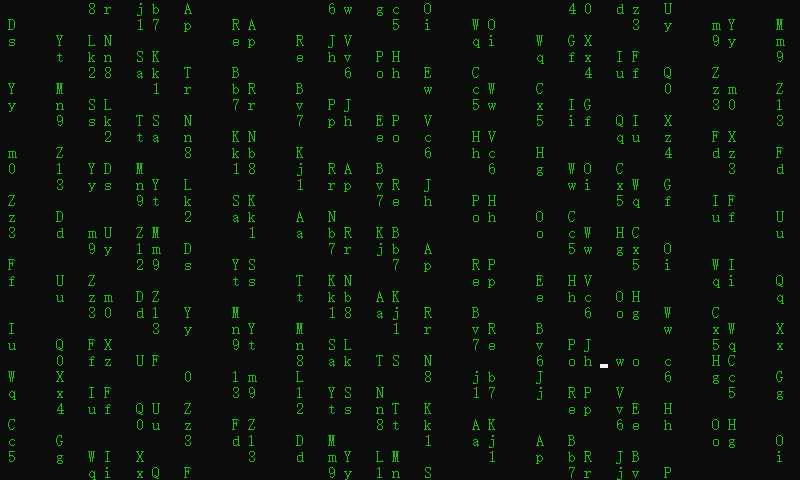 8 r j b A 6 w g c O 4 0 d z U
D 1 7 p R A 5 i W O 3 y m Y M
s Y L N e p R J V q i W G X 9 y m
t k n S K e h v P H q f x I F 9
2 8 a k T B 6 o h E C 4 u f Q Z
Y M 1 r b R B w c W C 0 z m Z
y n S L 7 r v P J 5 w x I G 3 0 1
9 s k T S N 7 p h E P V 5 i f Q I X 3
2 t a n K N e o c H V q u z F X
m Z 8 k b K 6 h c H 4 d z F
0 1 Y D M 1 8 j R A B 6 g W O C 3 d
3 y s n Y L 1 r p v R J w i x W G
Z 9 t k S K a 7 e h P H 5 q f I F
z D 2 a k N o h O C u f U
3 d m U Z M 1 b R K B o c W H C u
9 y 1 m D 7 r j b A 5 w g x O
F 2 9 s Y S 7 p R P 5 i W I
f U Z t s T K N e p E H V q i Q
u z m D Z t k b A K e h c O H q
3 0 d 1 Y M 1 8 a j R B 6 o g W C
I 3 y n Y M L 1 r v R B w x W X
u Q F X 9 t n S k 7 e v P J 5 q x
0 f z U F 8 a k T S N 6 o h w o c H C
W X 0 1 m L 8 j b J 6 g c G
q x I F 3 9 1 Y S N 1 7 j R P V 5 g
4 u f Q U Z 2 t s n T K e p v E H
C 0 u z F Z 8 t k A K 6 e h O H
c G 3 d 1 D 1 a j A B o g O
5 g W I X 3 d M Y L M 1 p b R J B i
q i x Q F 9 y 1 n S 7 r j v P